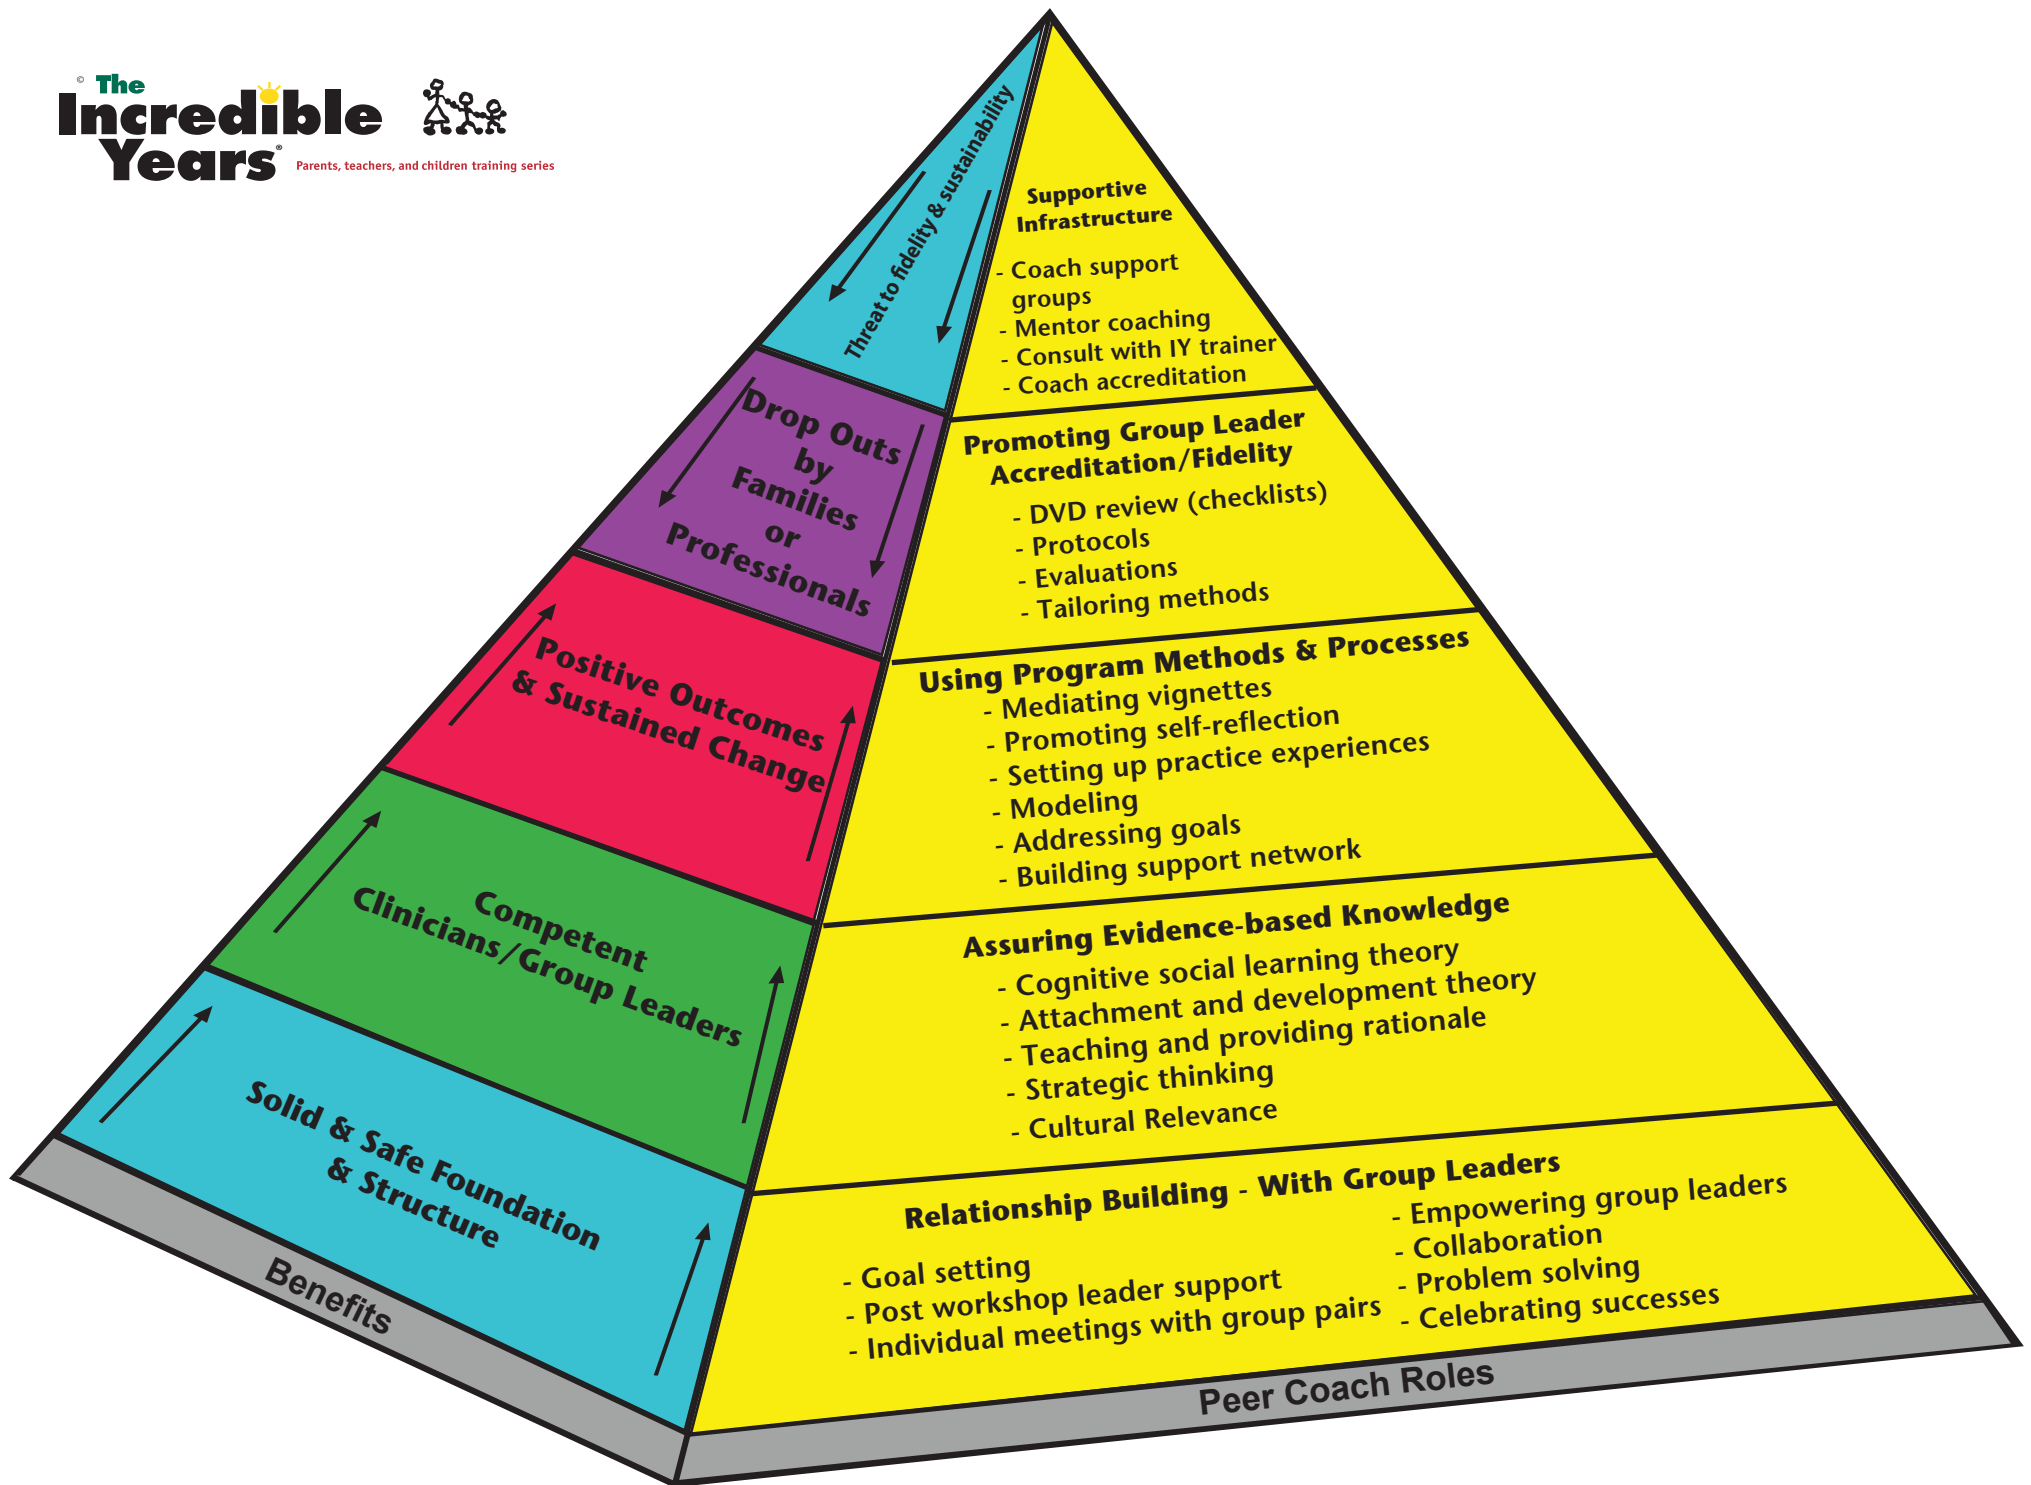 ©
The
Incredible
Years®
Parents, teachers, and children training series
Threat to fidelity & sustainability
Drop Outs
by
Families
or
Professionals
Positive Outcomes
& Sustained Change
Competent
Clinicians/Group Leaders
Solid & Safe Foundation
& Structure
Benefits
Supportive
Infrastructure
- Coach support
groups
- Mentor coaching
- Consult with IY trainer
- Coach accreditation
Promoting Group Leader
Accreditation/Fidelity
- DVD review (checklists)
- Protocols
- Evaluations
- Tailoring methods
Using Program Methods & Processes
- Mediating vignettes
- Promoting self-reflection
- Setting up practice experiences
- Modeling
- Addressing goals
- Building support network
Assuring Evidence-based Knowledge
- Cognitive social learning theory
- Attachment and development theory
- Teaching and providing rationale
- Strategic thinking
- Cultural Relevance
Relationship Building - With Group Leaders
- Goal setting
- Post workshop leader support
- Individual meetings with group pairs
- Empowering group leaders
- Collaboration
- Problem solving
- Celebrating successes
Peer Coach Roles